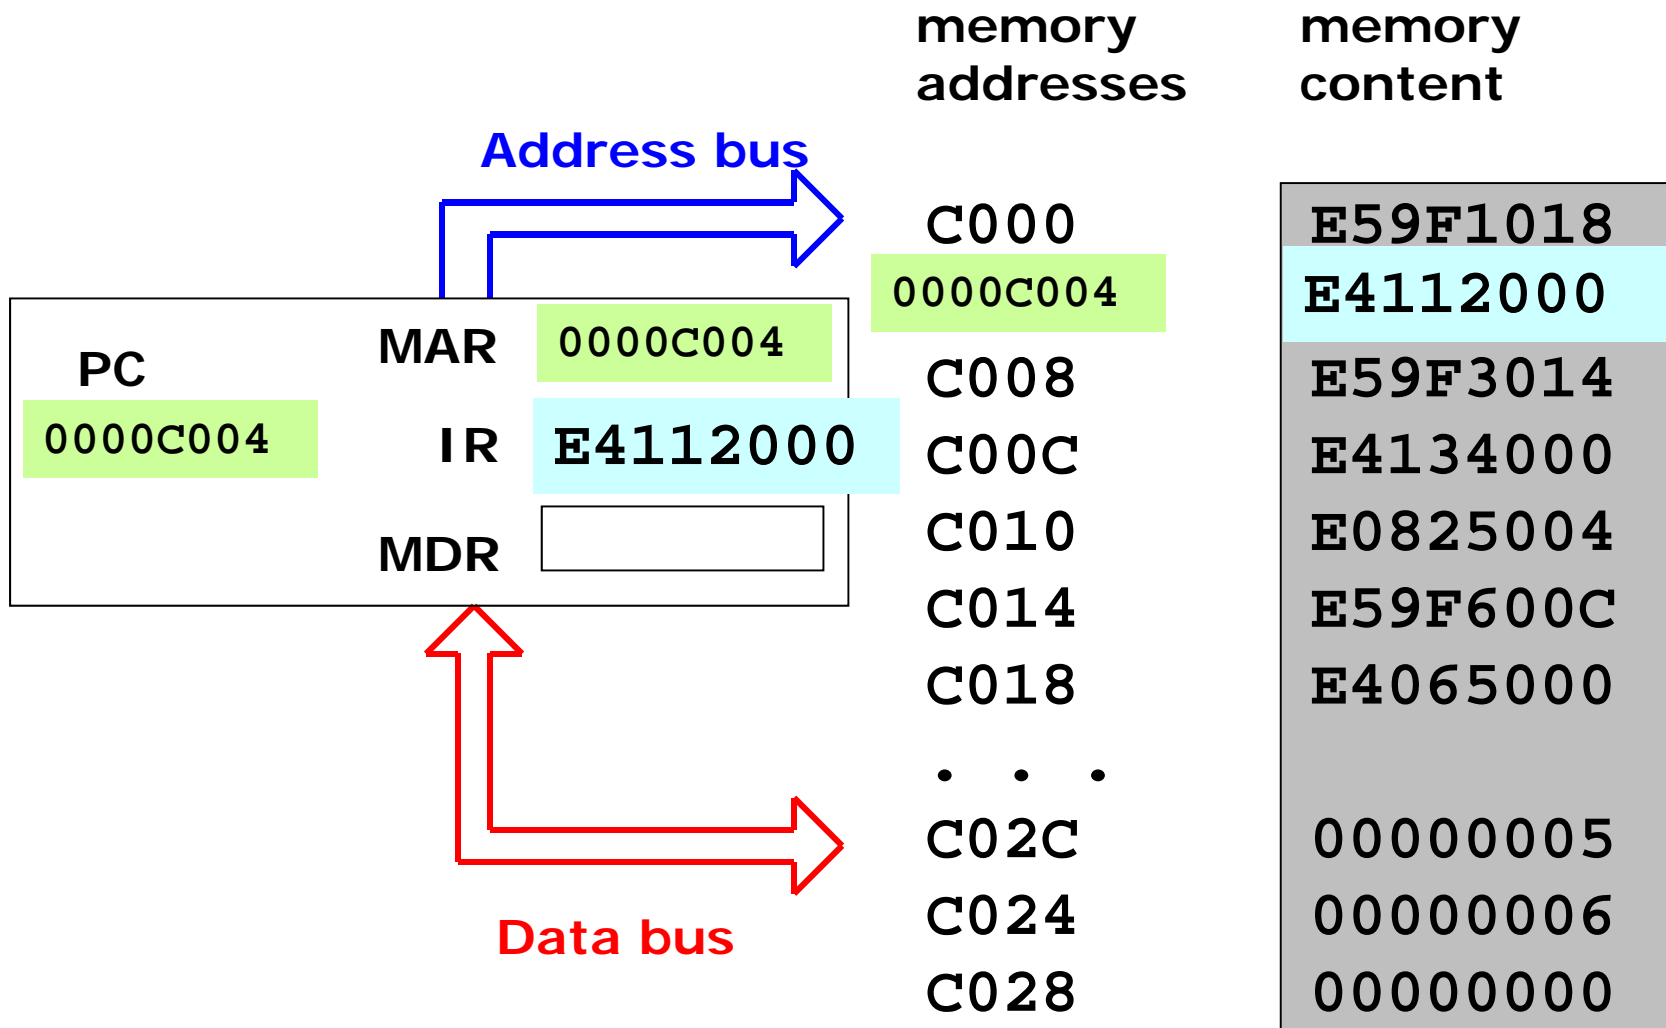 memory addresses
memory content
Address bus
C000 E59F1018
0000C004 E4112000
MAR 0000C004
PC
C008 E59F3014
0000C004
IR E4112000
C00C E4134000
C010 E0825004
MDR
C014 E59F600C
C018 E4065000
. . .
C02C 00000005
Data bus
C024 00000006
C028 00000000